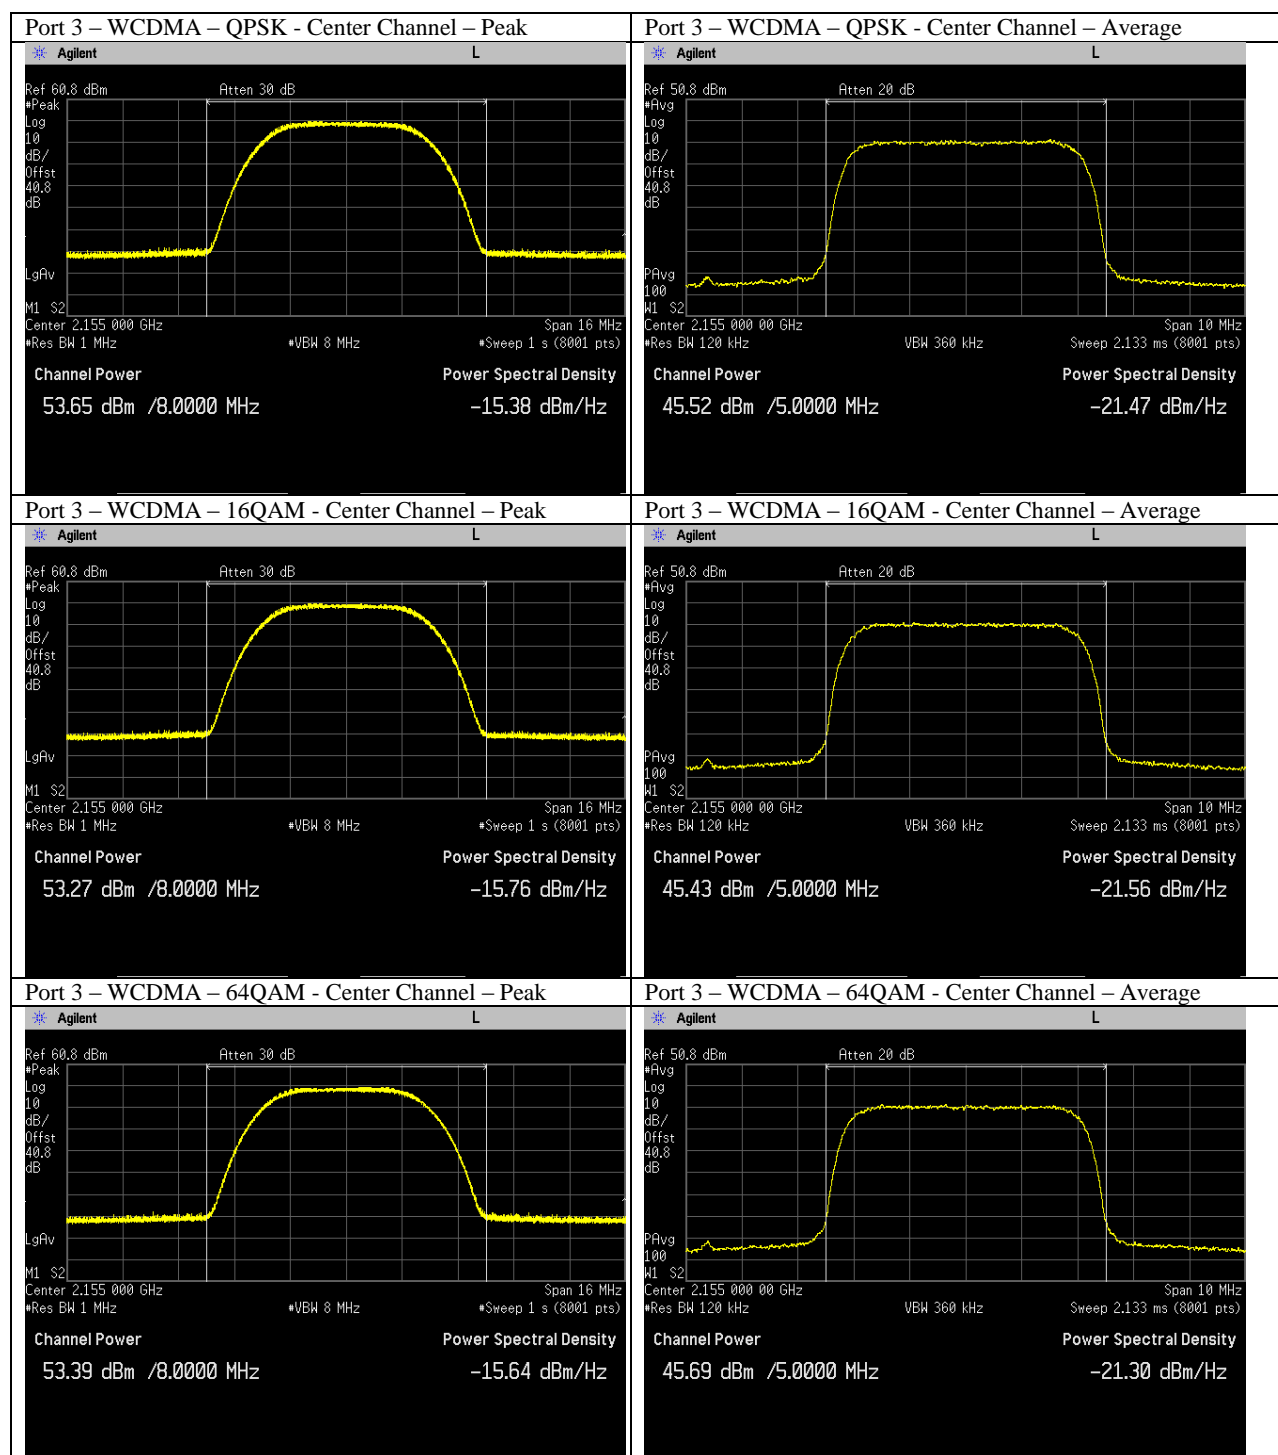 Port 3 – WCDMA – QPSK - Center Channel – Peak
Agilent L
Ref 60.8 dBm Atten 30 dB
#Peak
Log
10
dB/
Offst
40.8
dB
LgAv
M1 S2
Center 2.155 000 GHz Span 16 MHz
#Res BW 1 MHz #VBW 8 MHz #Sweep 1 s (8001 pts)
Channel Power Power Spectral Density
53.65 dBm /8.0000 MHz -15.38 dBm/Hz
Port 3 – WCDMA – QPSK - Center Channel – Average
Agilent L
Ref 50.8 dBm Atten 20 dB
#Avg
Log
10
dB/
Offst
40.8
dB
PAvg
100
W1 S2
Center 2.155 000 00 GHz Span 10 MHz
#Res BW 120 kHz VBW 360 kHz Sweep 2.133 ms (8001 pts)
Channel Power Power Spectral Density
45.52 dBm /5.0000 MHz -21.47 dBm/Hz
Port 3 – WCDMA – 16QAM - Center Channel – Peak
Agilent L
Ref 60.8 dBm Atten 30 dB
#Peak
Log
10
dB/
Offst
40.8
dB
LgAv
M1 S2
Center 2.155 000 GHz Span 16 MHz
#Res BW 1 MHz #VBW 8 MHz #Sweep 1 s (8001 pts)
Channel Power Power Spectral Density
53.27 dBm /8.0000 MHz -15.76 dBm/Hz
Port 3 – WCDMA – 16QAM - Center Channel – Average
Agilent L
Ref 50.8 dBm Atten 20 dB
#Avg
Log
10
dB/
Offst
40.8
dB
PAvg
100
W1 S2
Center 2.155 000 00 GHz Span 10 MHz
#Res BW 120 kHz VBW 360 kHz Sweep 2.133 ms (8001 pts)
Channel Power Power Spectral Density
45.43 dBm /5.0000 MHz -21.56 dBm/Hz
Port 3 – WCDMA – 64QAM - Center Channel – Peak
Agilent L
Ref 60.8 dBm Atten 30 dB
#Peak
Log
10
dB/
Offst
40.8
dB
LgAv
M1 S2
Center 2.155 000 GHz Span 16 MHz
#Res BW 1 MHz #VBW 8 MHz #Sweep 1 s (8001 pts)
Channel Power Power Spectral Density
53.39 dBm /8.0000 MHz -15.64 dBm/Hz
Port 3 – WCDMA – 64QAM - Center Channel – Average
Agilent L
Ref 50.8 dBm Atten 20 dB
#Avg
Log
10
dB/
Offst
40.8
dB
PAvg
100
W1 S2
Center 2.155 000 00 GHz Span 10 MHz
#Res BW 120 kHz VBW 360 kHz Sweep 2.133 ms (8001 pts)
Channel Power Power Spectral Density
45.69 dBm /5.0000 MHz -21.30 dBm/Hz